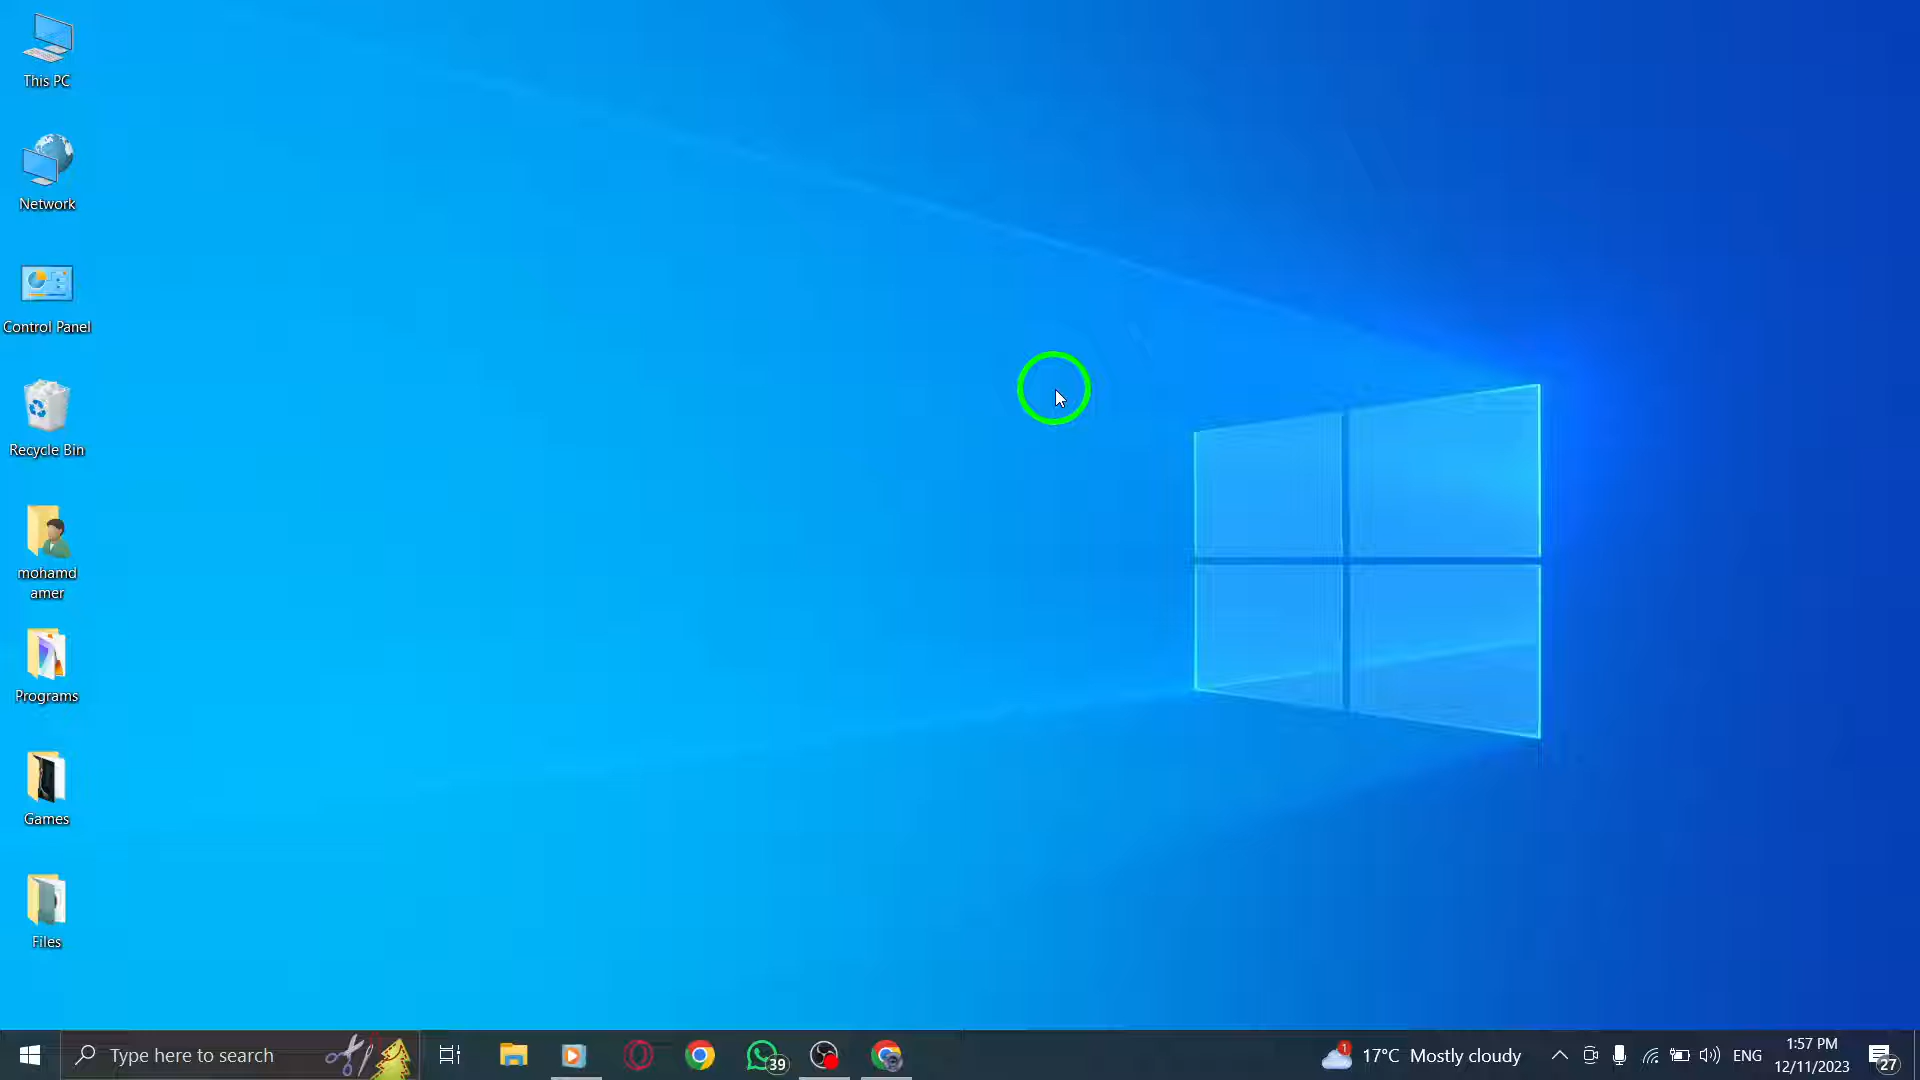 This PC
Network
Control Panel
Recycle Bin
mohamd
amer
Programs
Games
Files
Type here to search
39
1
17°C Mostly cloudy
ENG
1:57 PM
12/11/2023
27